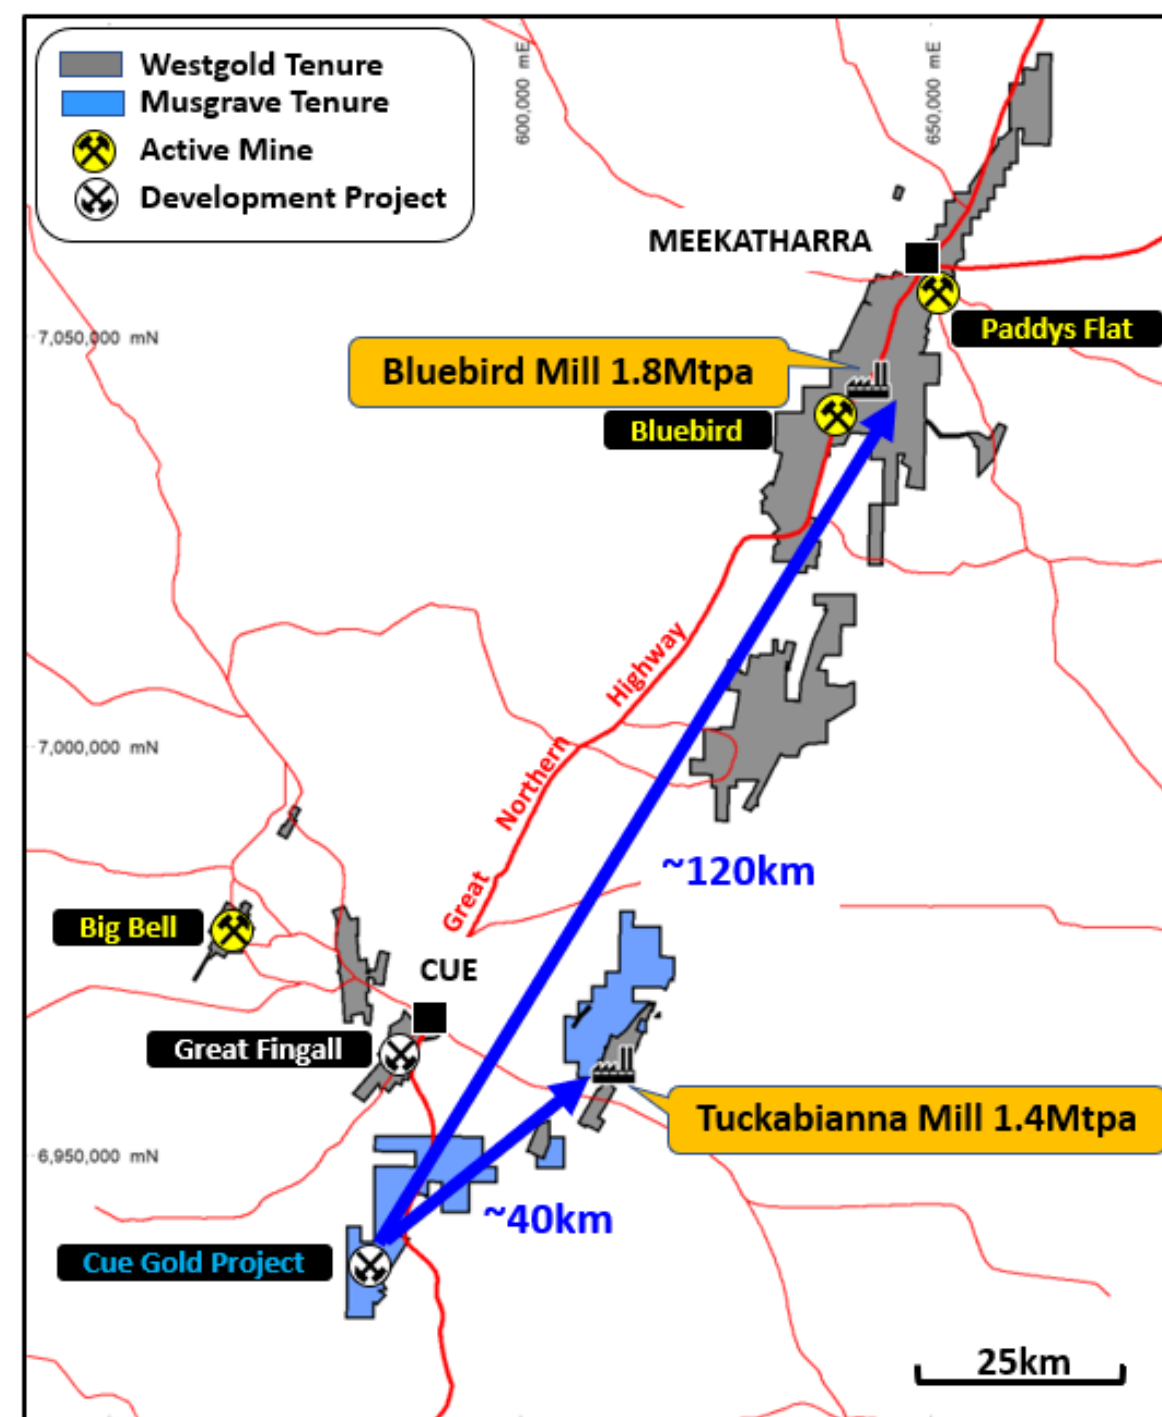 Westgold Tenure
Musgrave Tenure
Active Mine
Development Project
600,000 mE
650,000 mE
MEEKATHARRA
7,050,000 mN
Paddys Flat
Bluebird Mill 1.8Mtpa
Bluebird
Great Northern Highway
7,000,000 mN
~120km
Big Bell
CUE
Great Fingall
Tuckabianna Mill 1.4Mtpa
6,950,000 mN
~40km
Cue Gold Project
25km